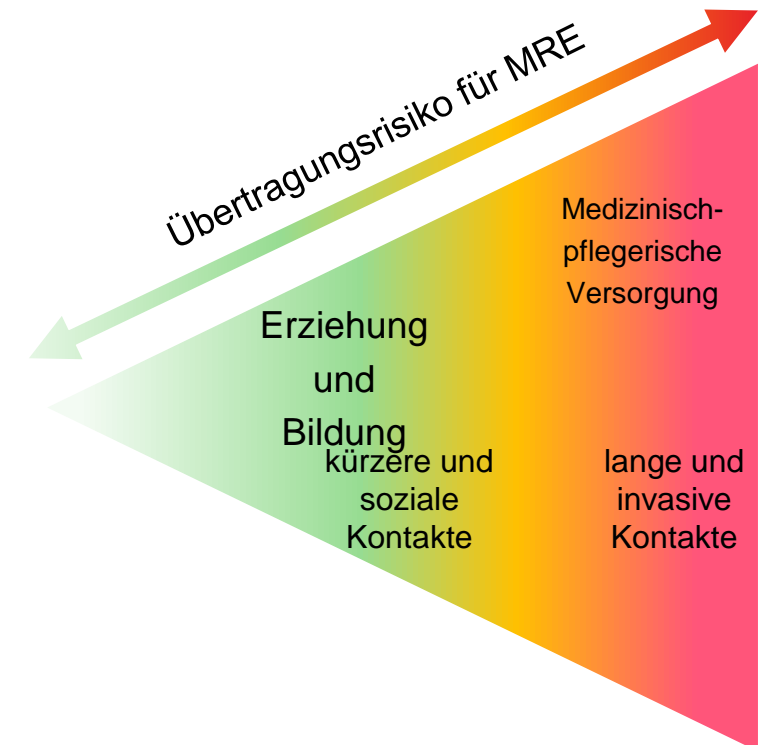 Übertragungsrisiko für MRE
Medizinisch-
pflegerische
Versorgung
Erziehung
und
Bildung
kürzere und
soziale
Kontakte
lange und
invasive
Kontakte